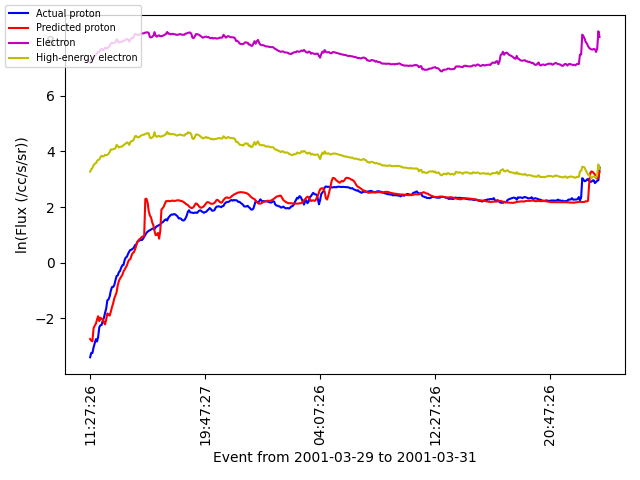 Actual proton
Predicted proton
Electron
High-energy electron
ln(Flux (/cc/s/sr))
6
4
2
0
−2
11:27:26
19:47:27
04:07:26
12:27:26
20:47:26
Event from 2001-03-29 to 2001-03-31